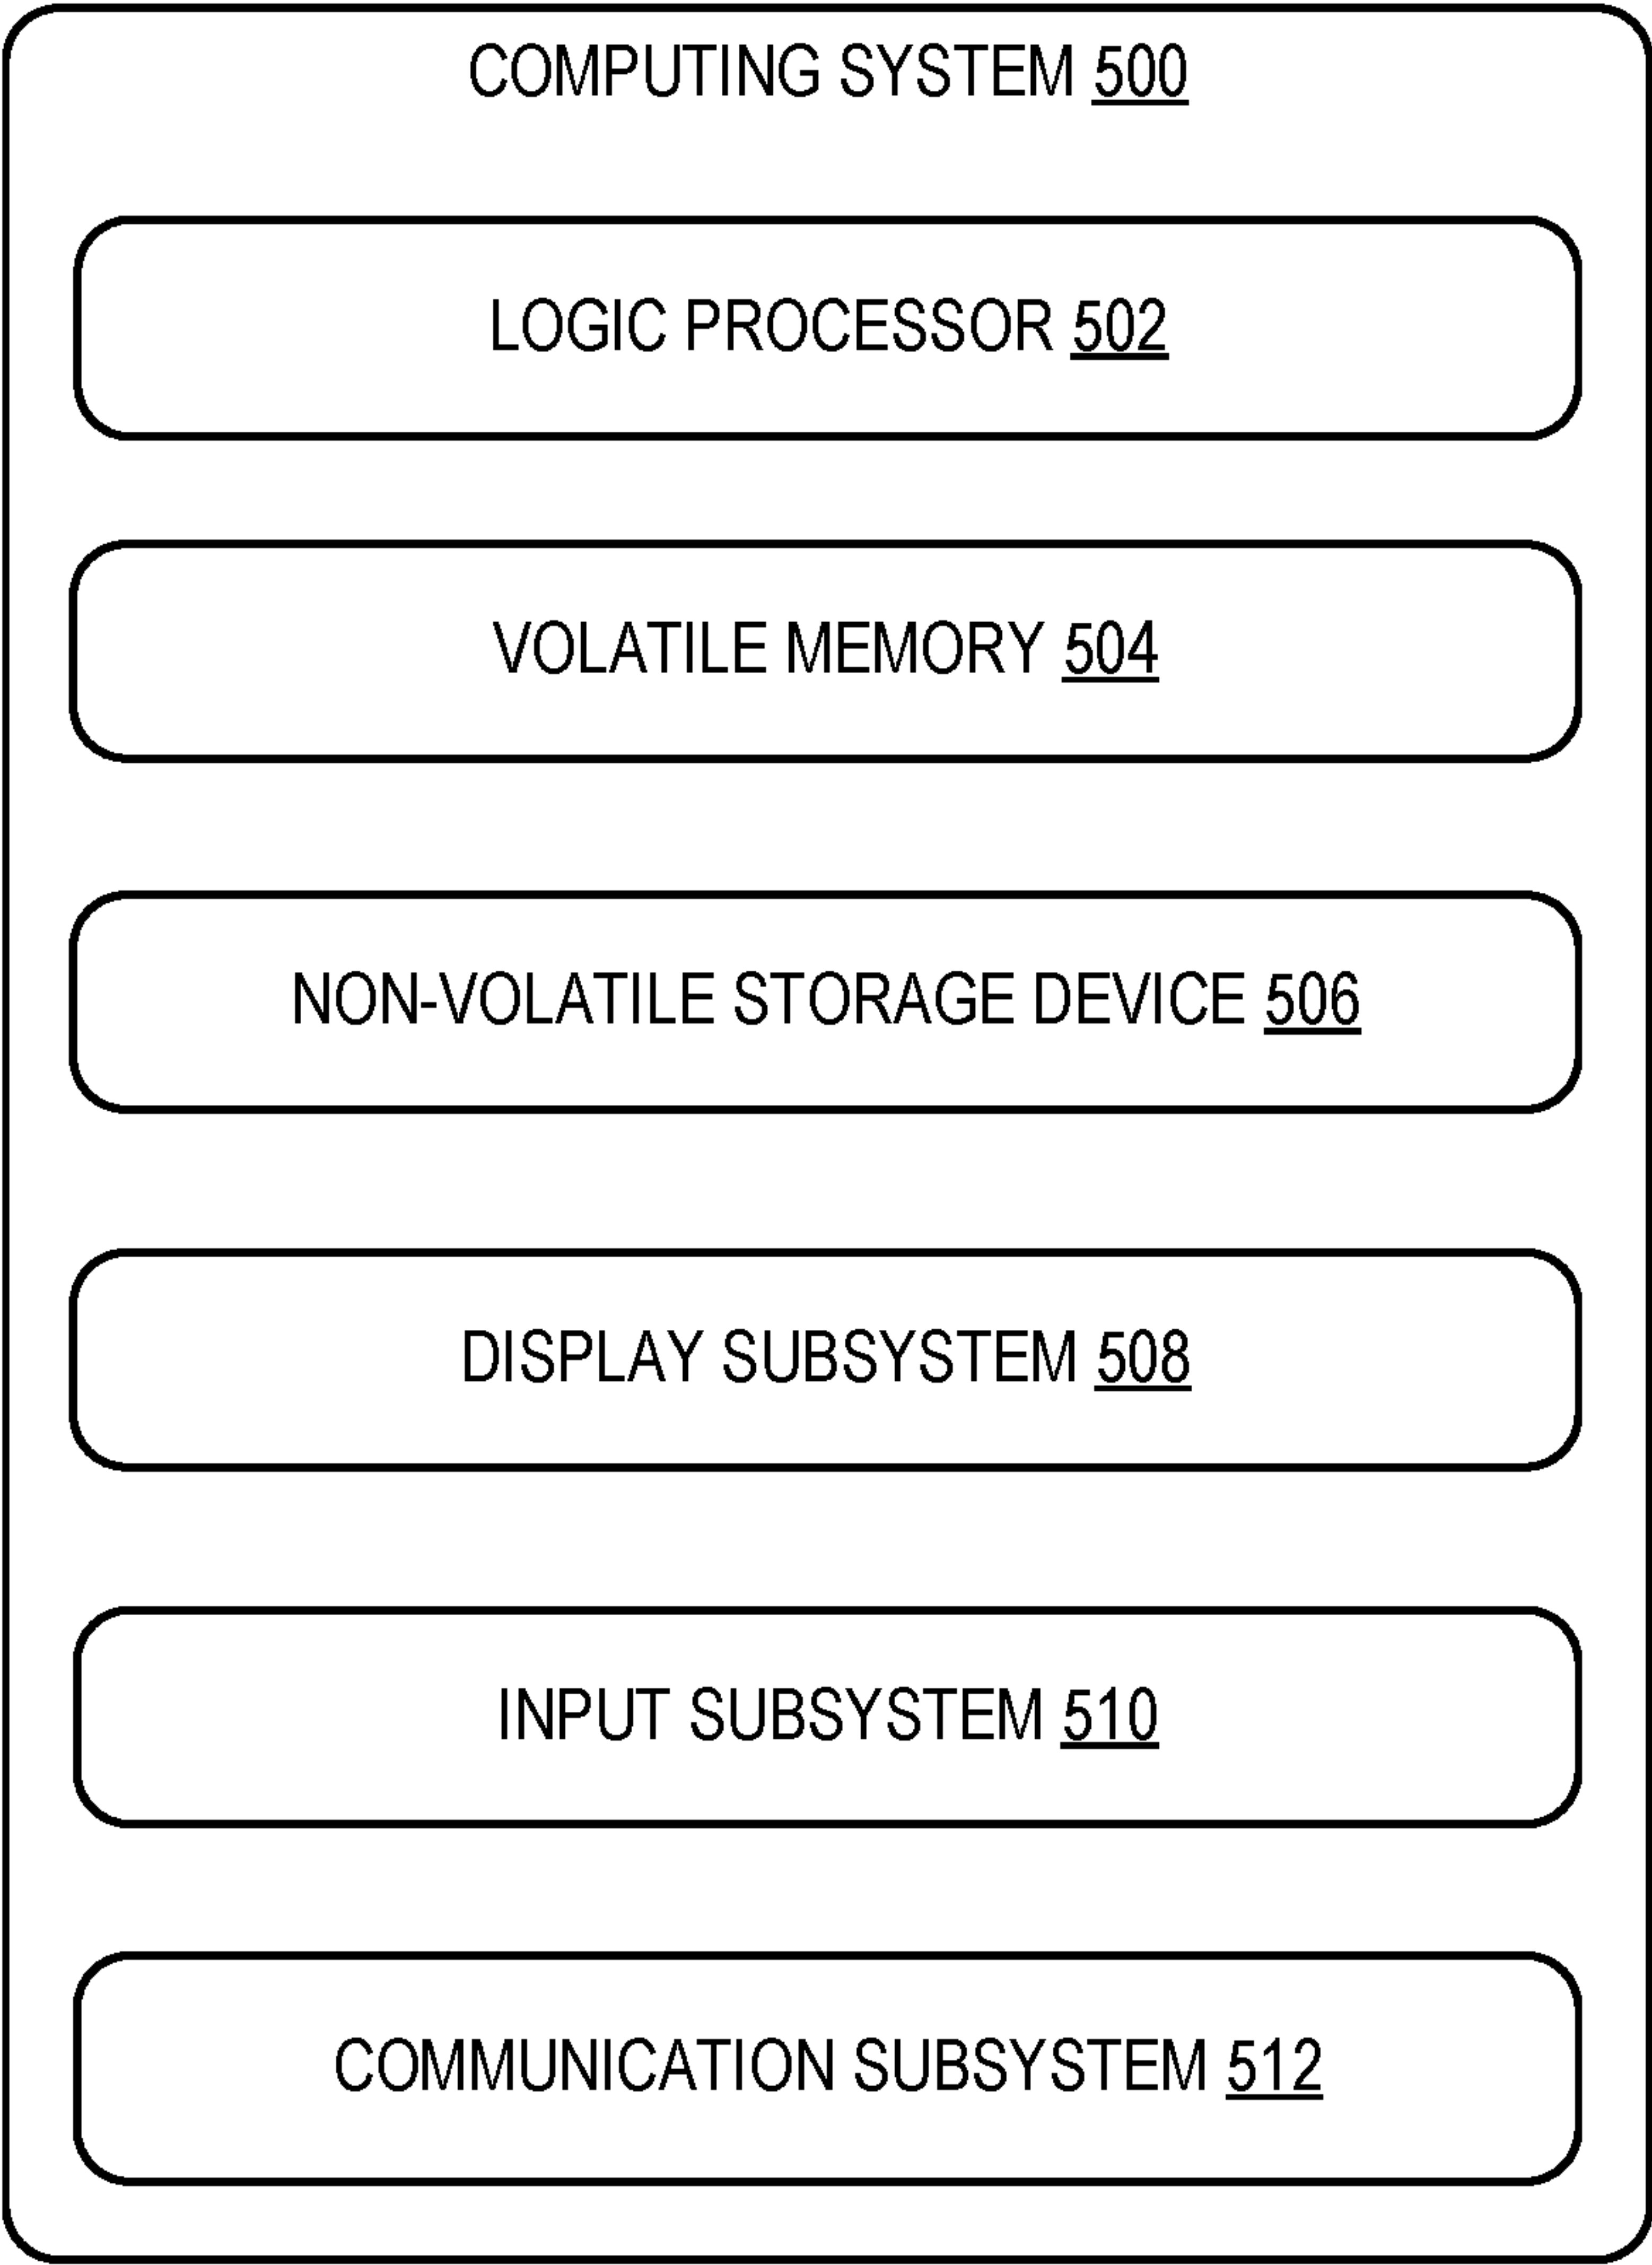 COMPUTING SYSTEM 500
LOGIC PROCESSOR 502
VOLATILE MEMORY 504
NON-VOLATILE STORAGE DEVICE 506
DISPLAY SUBSYSTEM 508
INPUT SUBSYSTEM 510
COMMUNICATION SUBSYSTEM 512